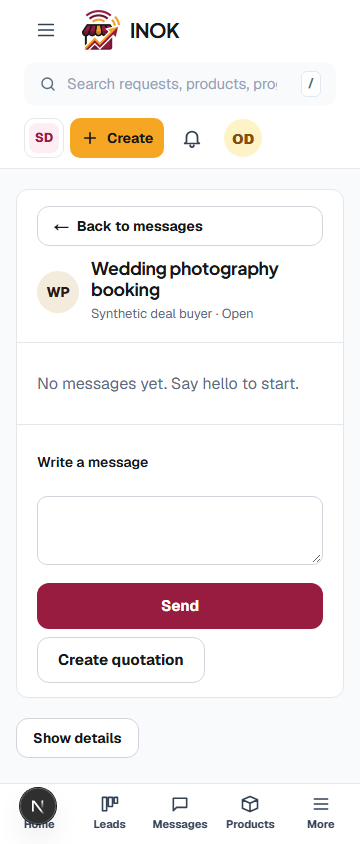 INOK
Search requests, products, pro
/
SD
+ Create
OD
← Back to messages
WP
Wedding photography
booking
Synthetic deal buyer · Open
No messages yet. Say hello to start.
Write a message
Send
Create quotation
Show details
N
Home
Leads
Messages
Products
More